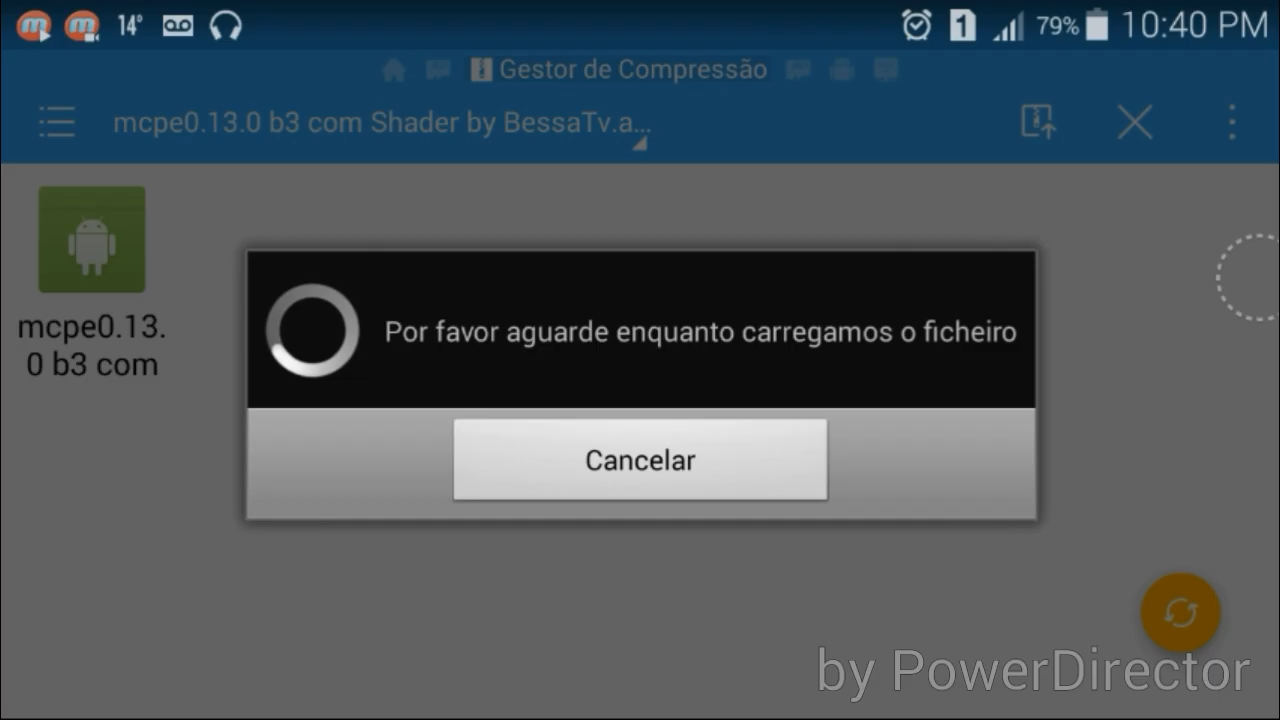 14° 1 79% 10:40 PM
Gestor de Compressão
mcpe0.13.0 b3 com Shader by BessaTv.a...
mcpe0.13.
0 b3 com
Por favor aguarde enquanto carregamos o ficheiro
Cancelar
by PowerDirector